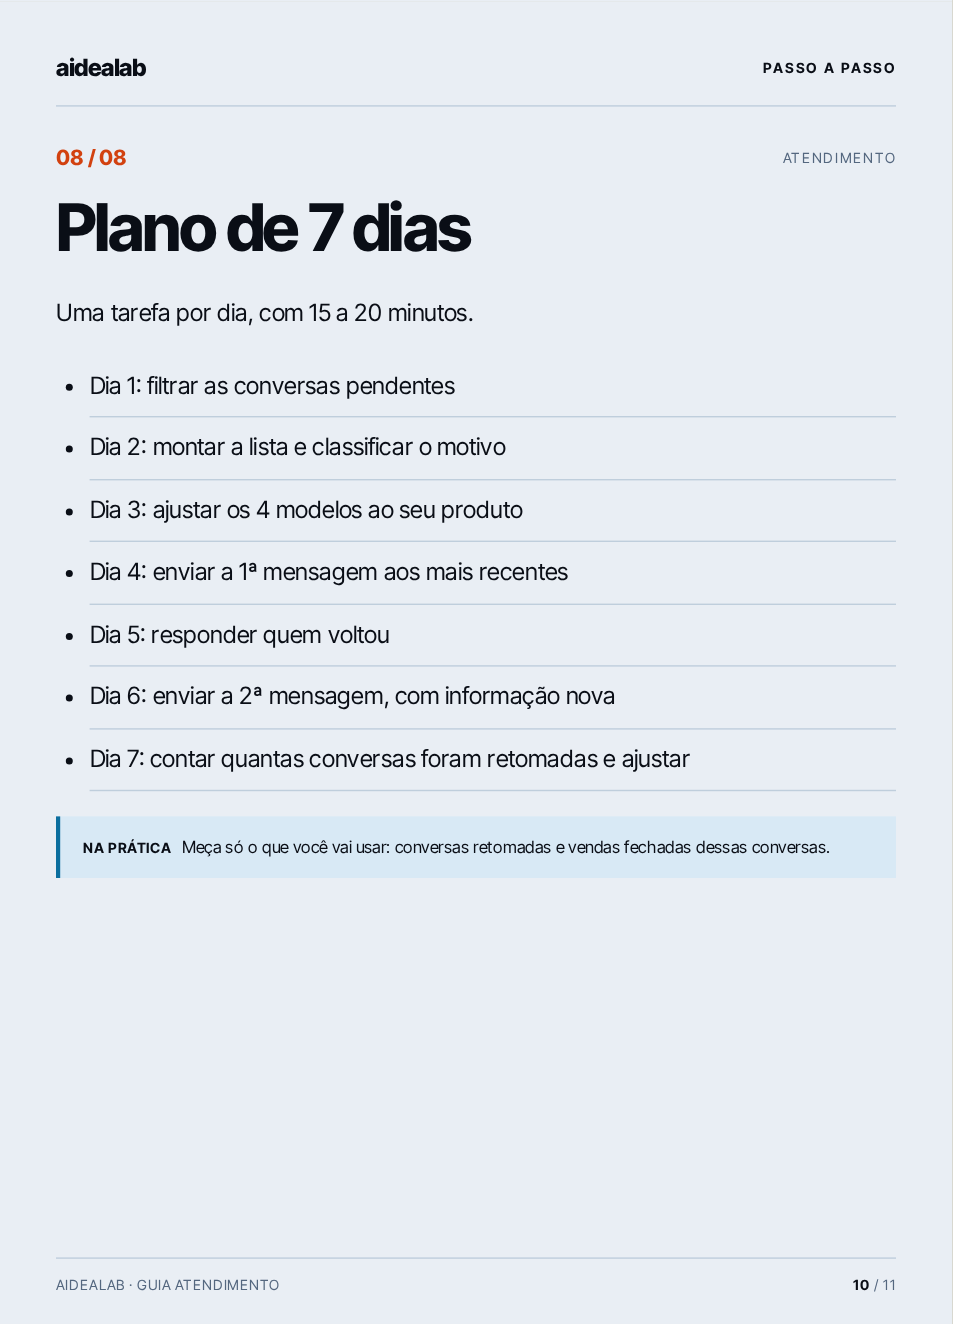 aidealab
PASSO A PASSO
08 / 08
ATENDIMENTO
Plano de 7 dias
Uma tarefa por dia, com 15 a 20 minutos.
• Dia 1: filtrar as conversas pendentes
• Dia 2: montar a lista e classificar o motivo
• Dia 3: ajustar os 4 modelos ao seu produto
• Dia 4: enviar a 1ª mensagem aos mais recentes
• Dia 5: responder quem voltou
• Dia 6: enviar a 2ª mensagem, com informação nova
• Dia 7: contar quantas conversas foram retomadas e ajustar
NA PRÁTICA Meça só o que você vai usar: conversas retomadas e vendas fechadas dessas conversas.
AIDEALAB · GUIA ATENDIMENTO
10 / 11